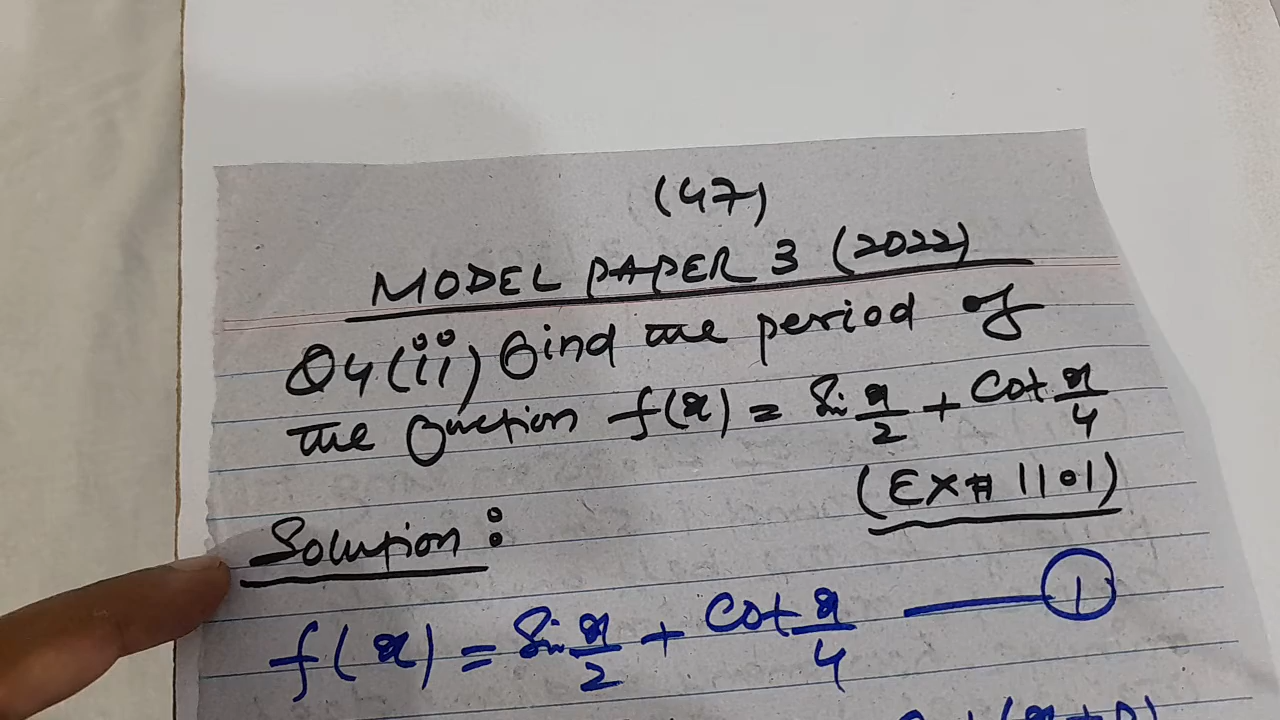 (47)
MODEL PAPER 3 (2022)
Q4(ii) Find the period of
the function f(x) = Sin x/2 + Cot x/4
(EX# 11.1)
Solution:
f(x) = Sin x/2 + Cot x/4 —— ①